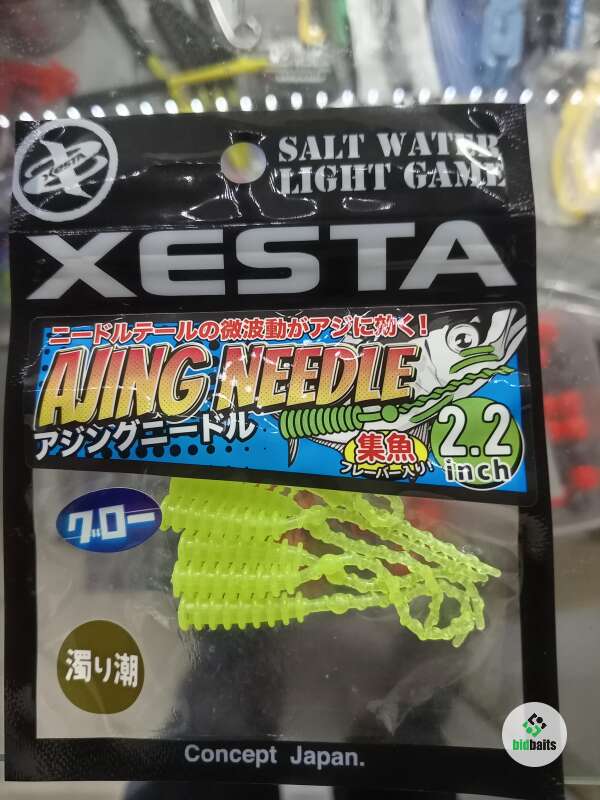 XESTA
SALT WATER
LIGHT GAME
XESTA
ニードルテールの微波動がアジに効く!
AJING NEEDLE
アジングニードル
集魚
フレーバー入り!
2.2
inch
グロー
濁り潮
Concept Japan.
bidbaits